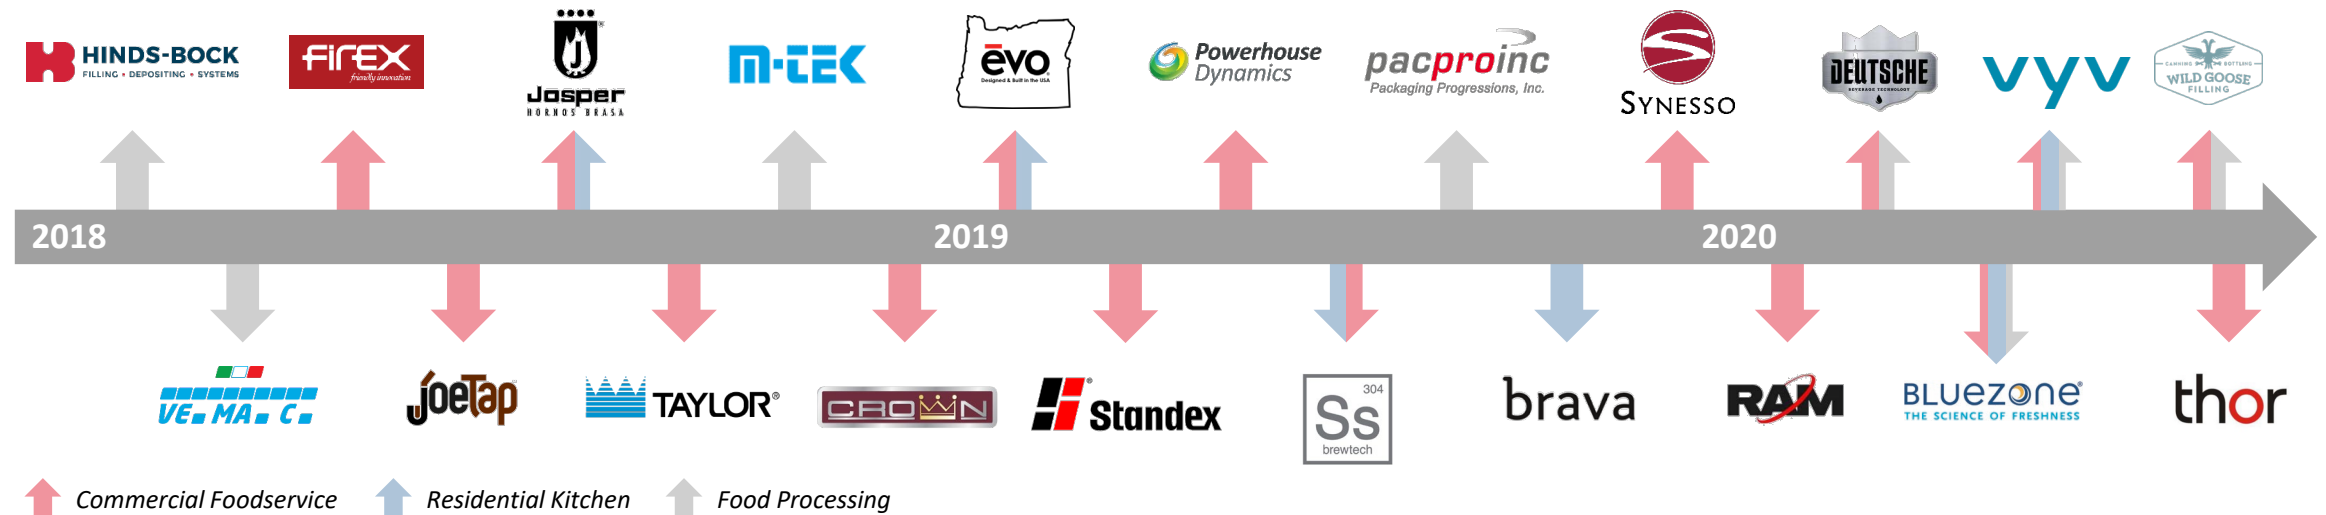 HINDS-BOCK
FILLING • DEPOSITING • SYSTEMS
FIREX
friendly innovation
Josper
HORNOS BRASA
m-tek
ēvo
Designed & Built in the USA
Powerhouse
Dynamics
pacproinc
Packaging Progressions, Inc.
SYNESSO
DEUTSCHE
BEVERAGE TECHNOLOGY
vyv
CANNING BOTTLING
WILD GOOSE
FILLING
2018
2019
2020
VE.MA.C.
joetap
TAYLOR®
CROWN
Standex®
304
Ss
brewtech
brava
RAM
BLUEZONE®
THE SCIENCE OF FRESHNESS
thor
Commercial Foodservice
Residential Kitchen
Food Processing